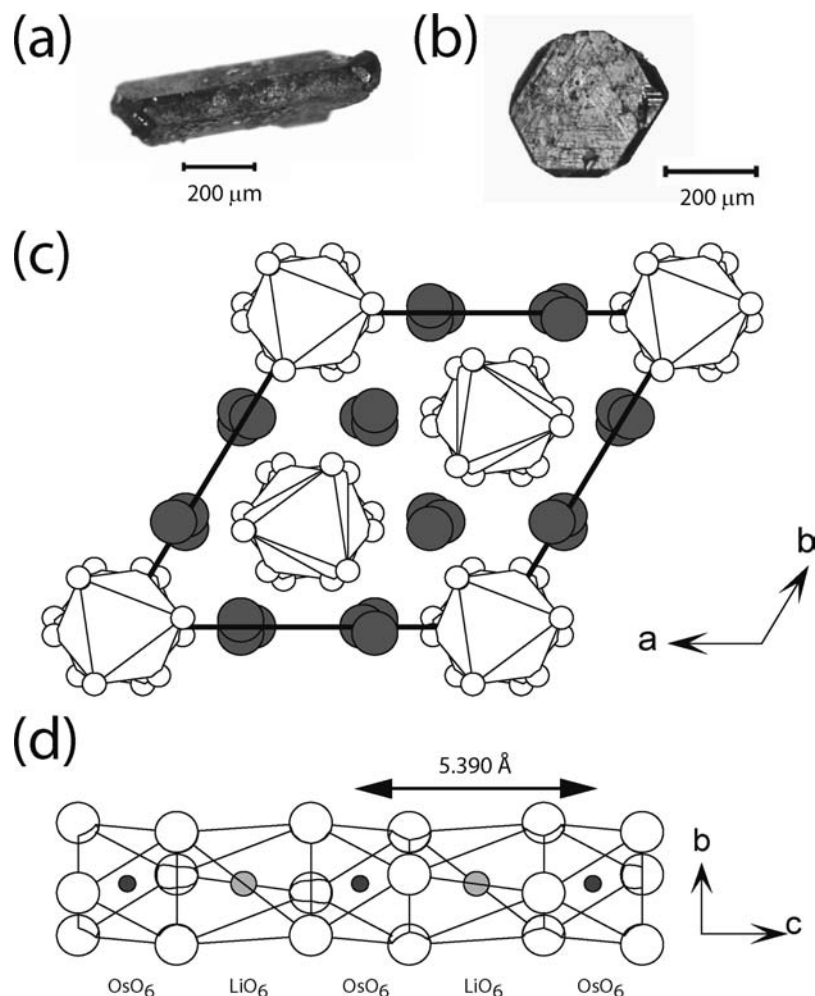 (a)
(b)
200 μm
200 μm
(c)
b
a
(d)
5.390 Å
b
c
OsO₆ LiO₆ OsO₆ LiO₆ OsO₆